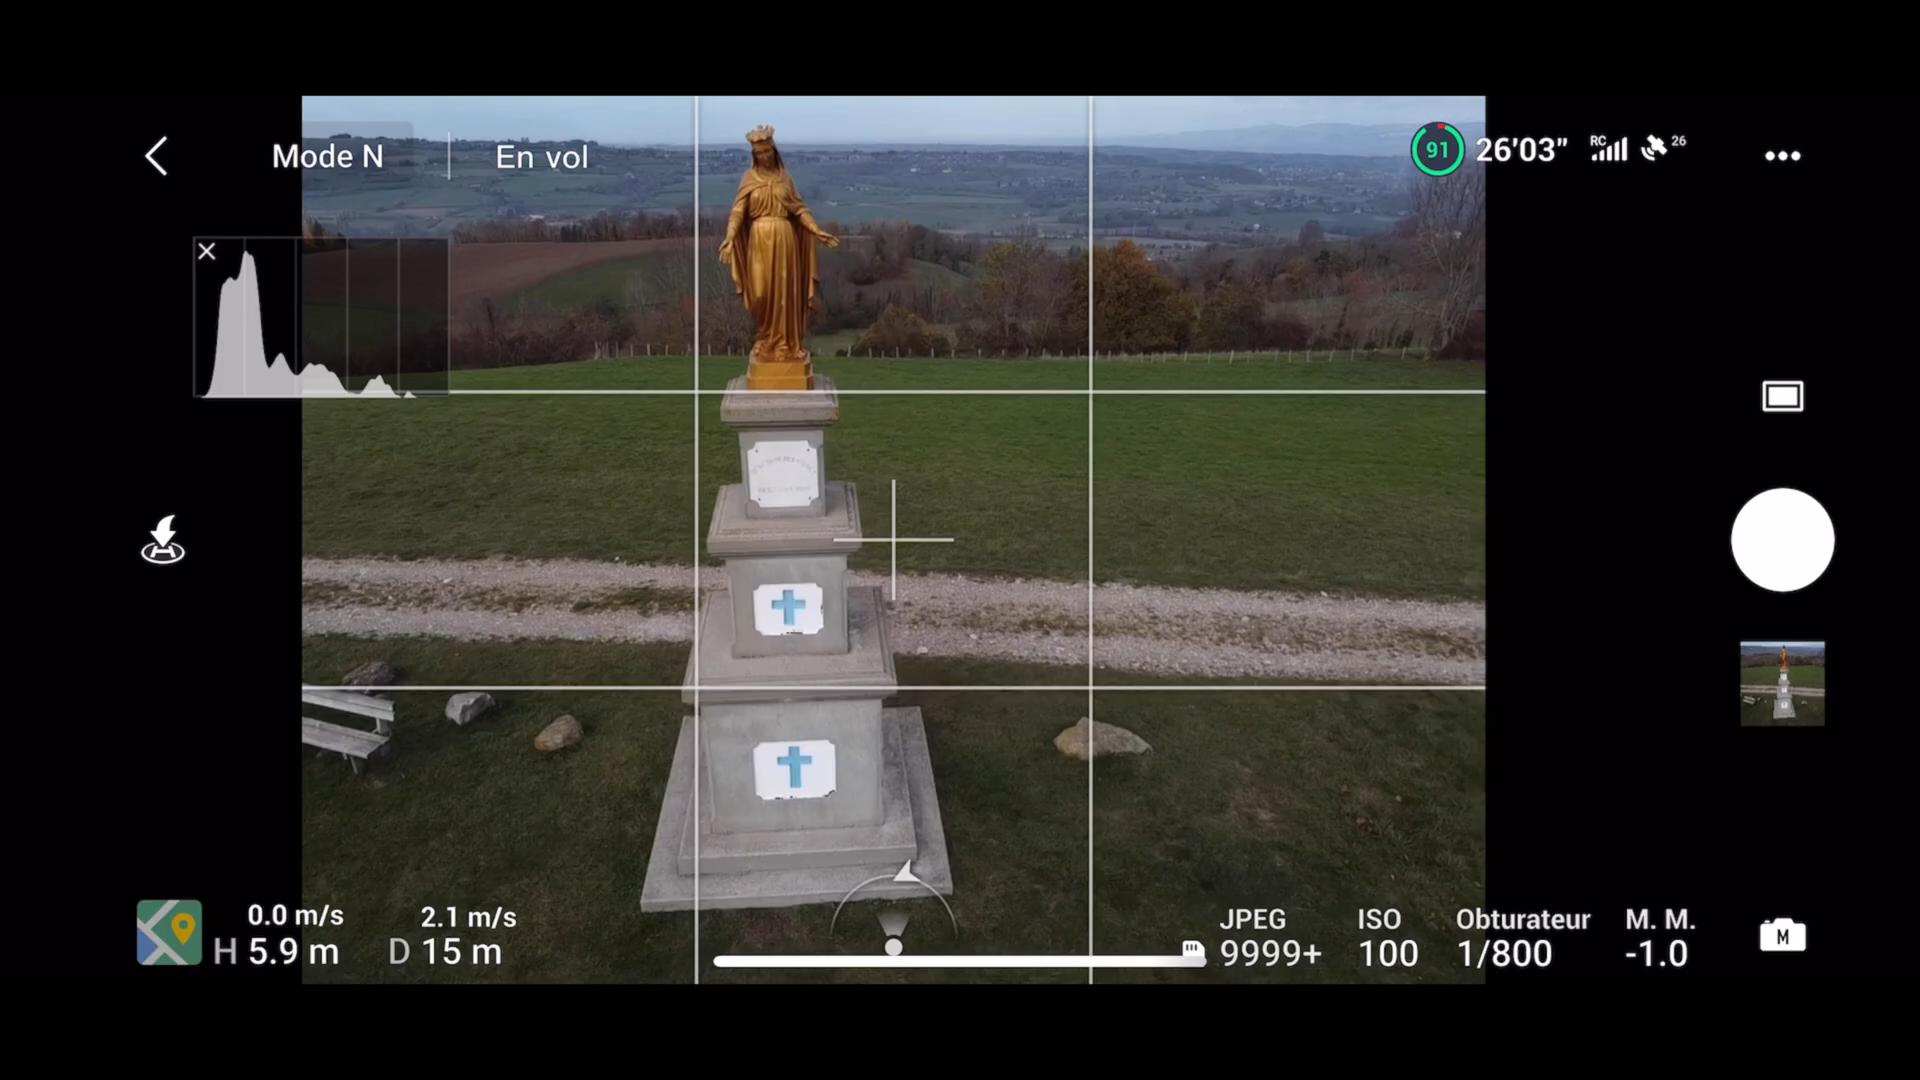 Mode N
En vol
91
26'03"
RC
26
0.0 m/s
2.1 m/s
H 5.9 m
D 15 m
JPEG
9999+
ISO
100
Obturateur
1/800
M. M.
-1.0
M